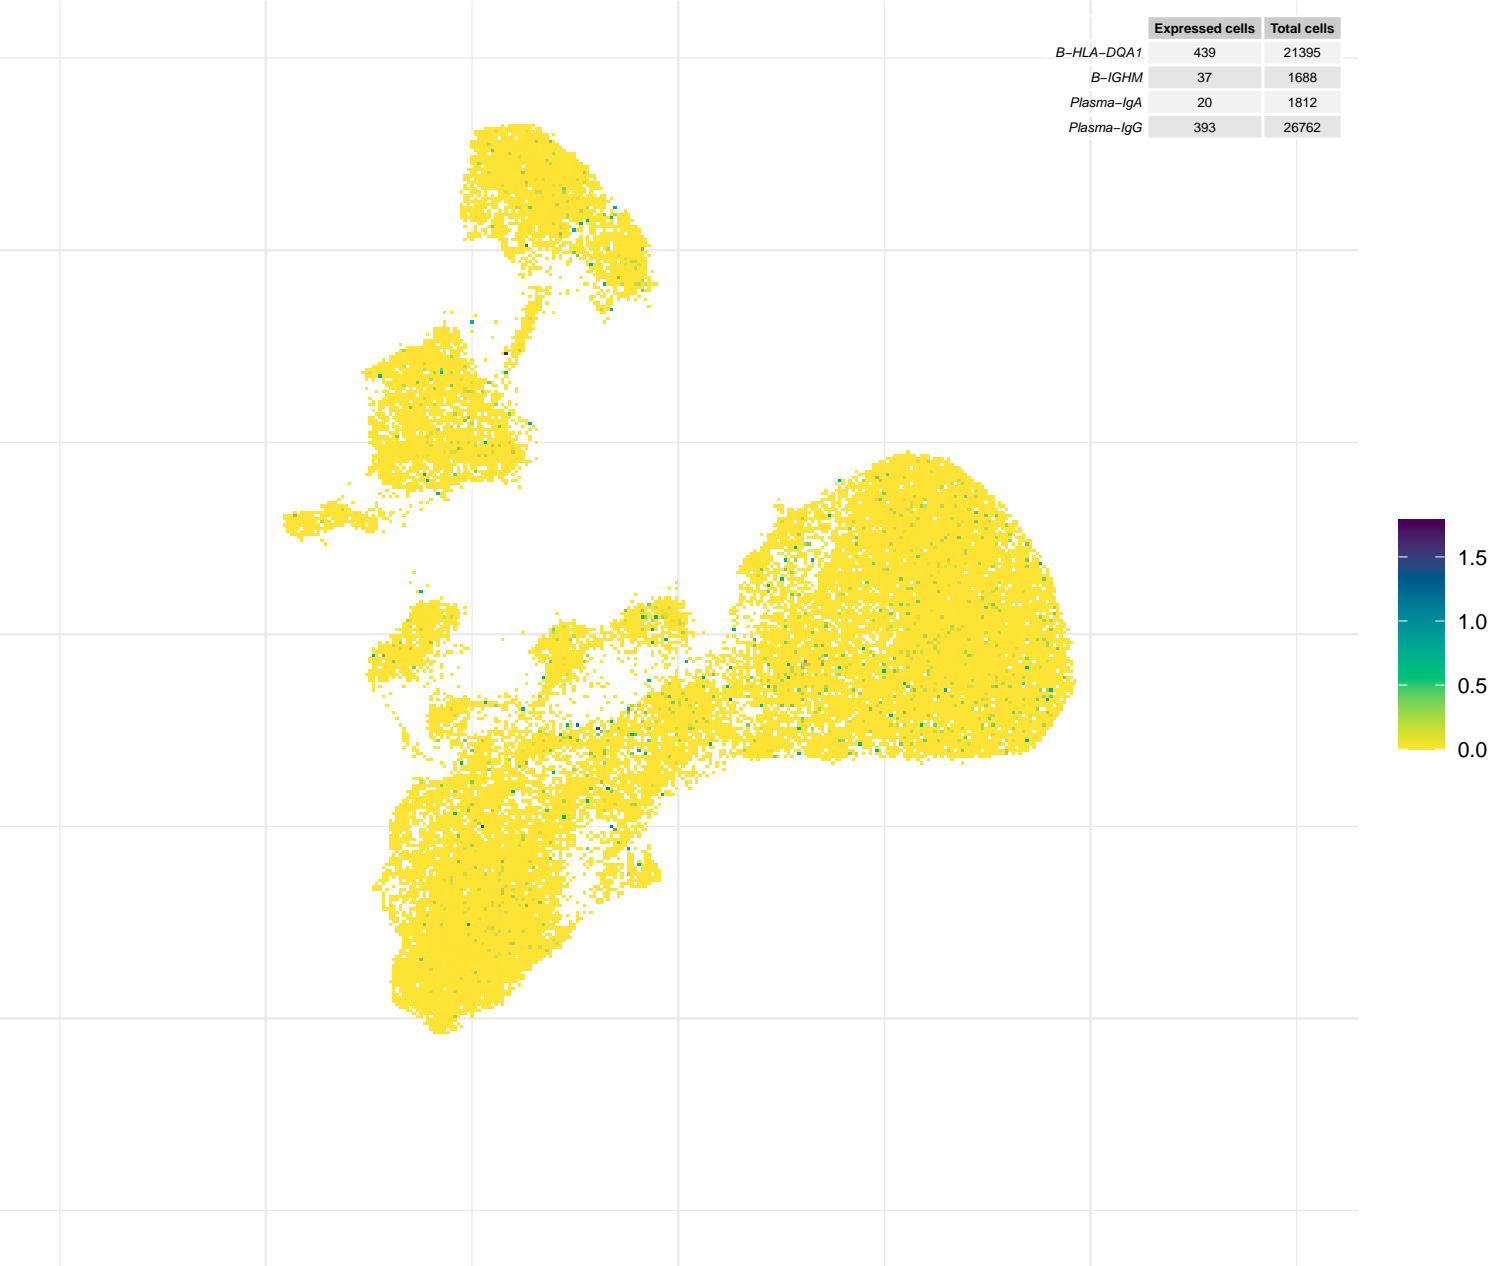 Expressed cells Total cells
B−HLA−DQA1 439 21395
B−IGHM 37 1688
Plasma−IgA 20 1812
Plasma−IgG 393 26762
1.5
1.0
0.5
0.0